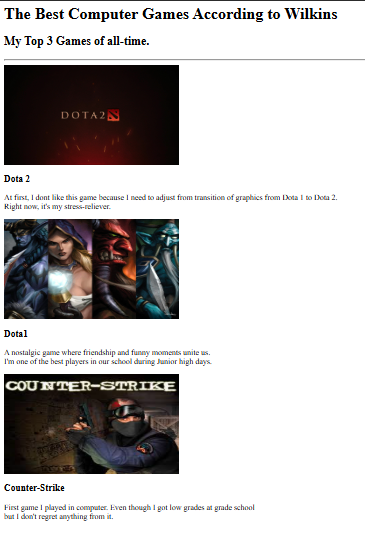 The Best Computer Games According to Wilkins
My Top 3 Games of all-time.
DOTA 2
Dota 2
At first, I dont like this game because I need to adjust from transition of graphics from Dota 1 to Dota 2.
Right now, it's my stress-reliever.
Dota1
A nostalgic game where friendship and funny moments unite us.
I'm one of the best players in our school during Junior high days.
COUNTER-STRIKE
Counter-Strike
First game I played in computer. Even though I got low grades at grade school
but I don't regret anything from it.